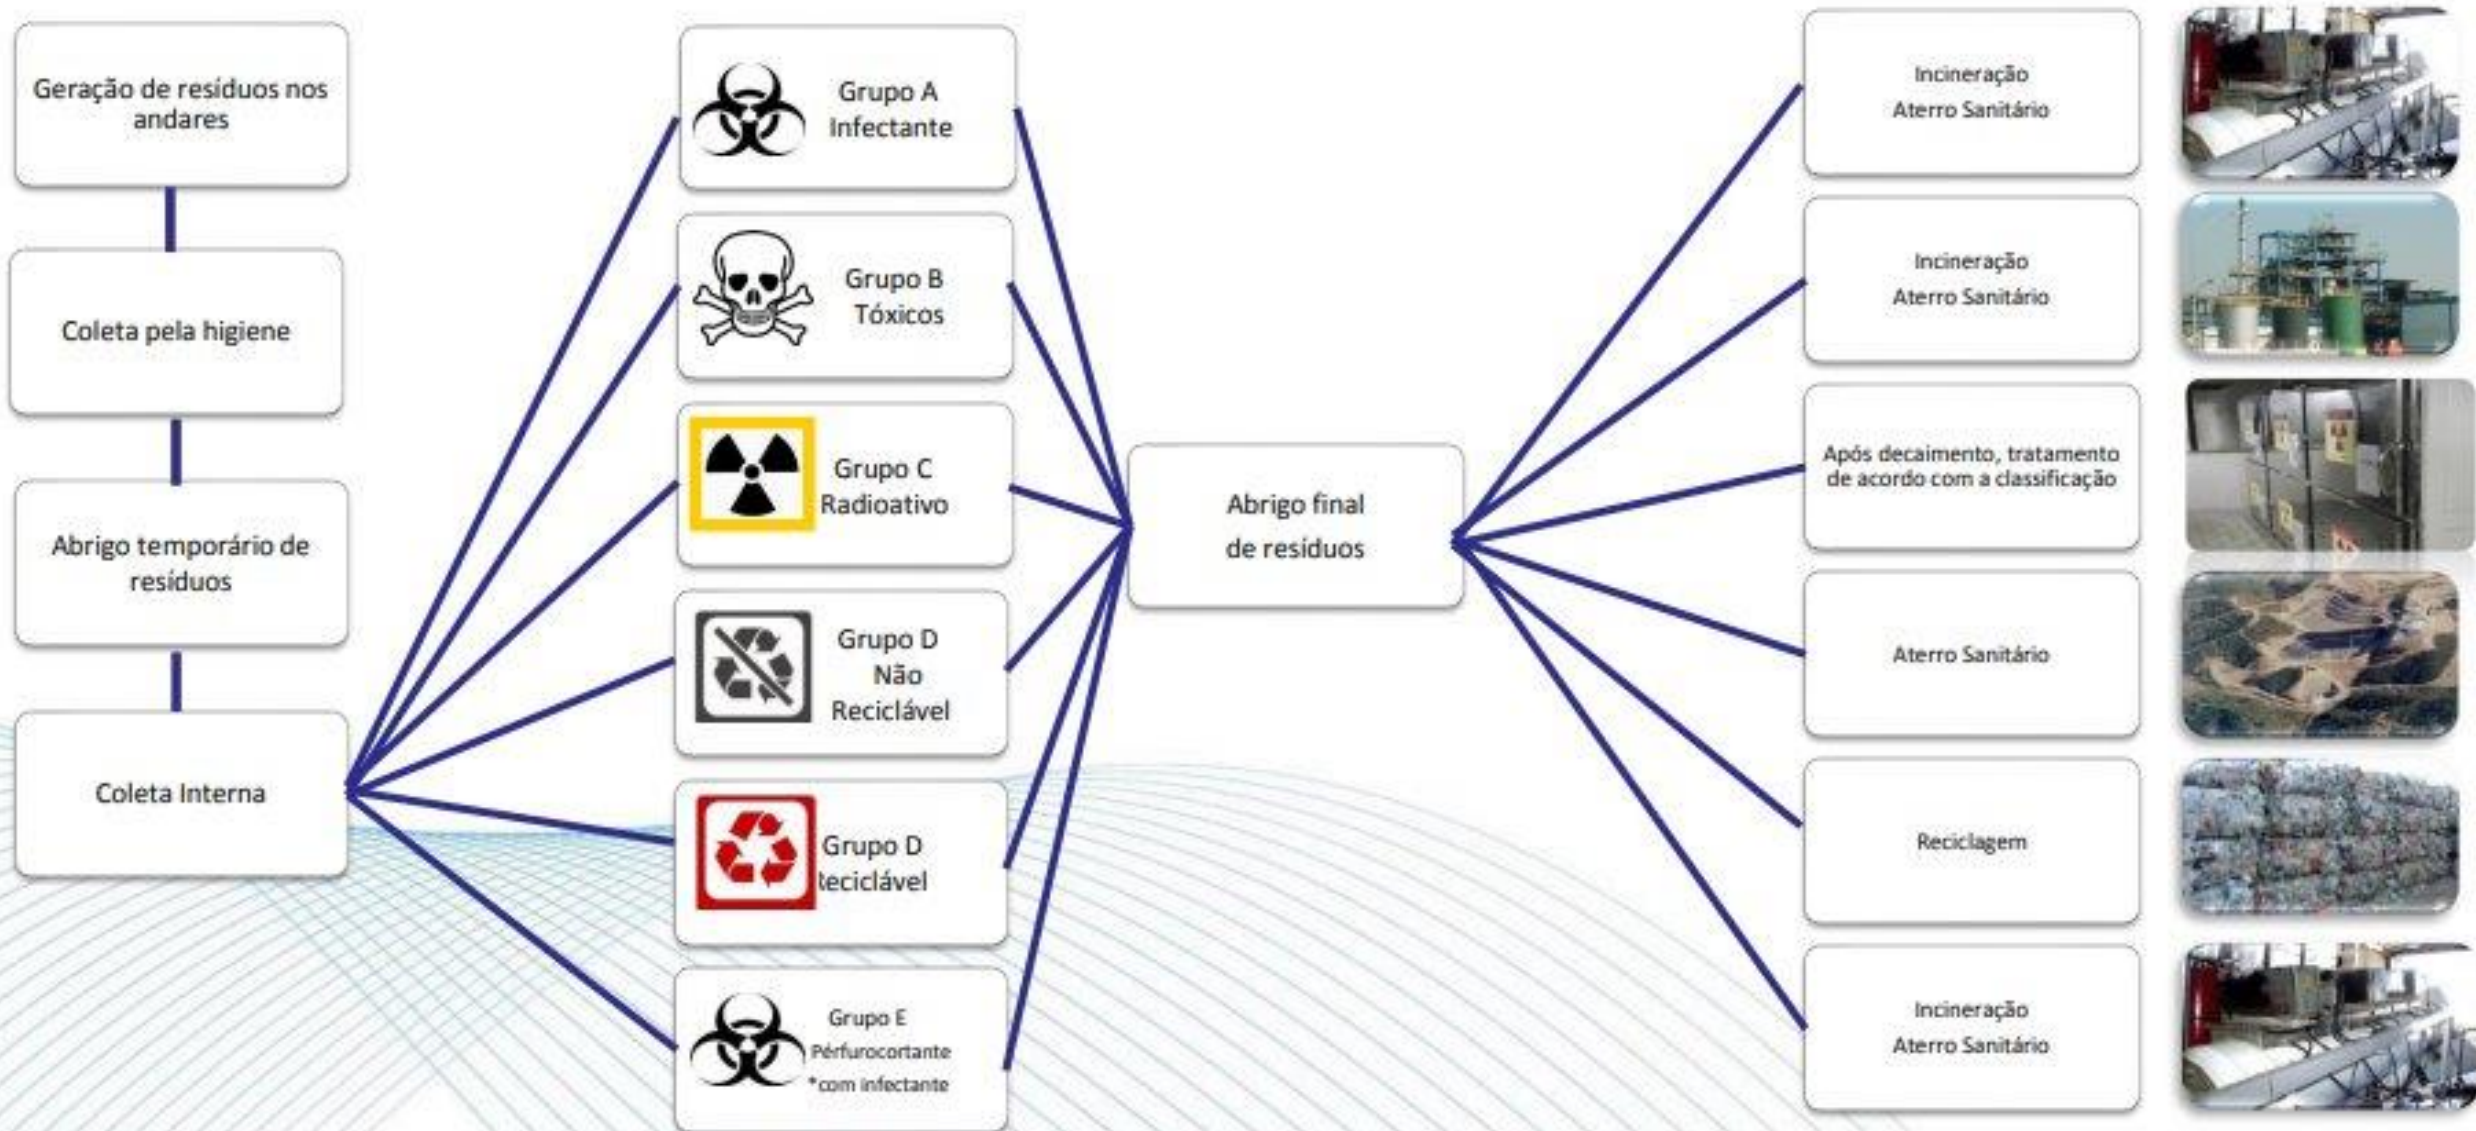 Geração de resíduos nos
andares
Coleta pela higiene
Abrigo temporário de
resíduos
Coleta Interna
Grupo A
Infectante
Grupo B
Tóxicos
Grupo C
Radioativo
Grupo D
Não
Reciclável
Grupo D
Reciclável
Grupo E
Pérfurocortante
*com infectante
Abrigo final
de resíduos
Incineração
Aterro Sanitário
Incineração
Aterro Sanitário
Após decaimento, tratamento
de acordo com a classificação
Aterro Sanitário
Reciclagem
Incineração
Aterro Sanitário